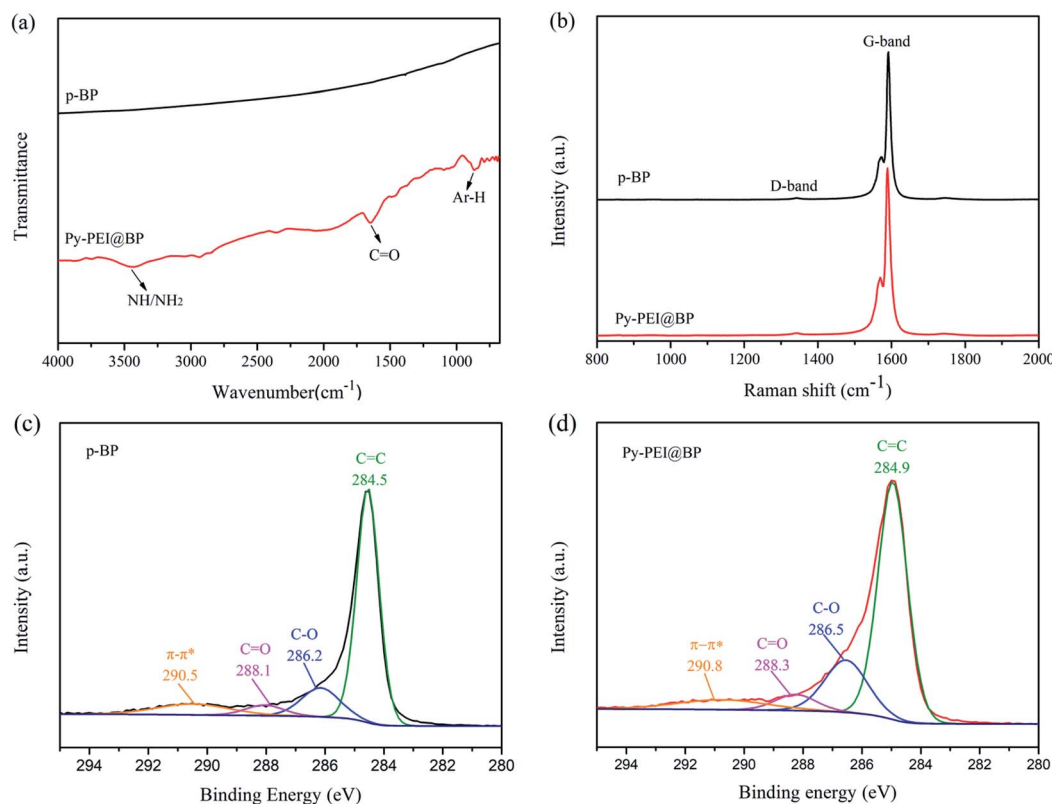 (a)
p-BP
Py-PEI@BP
NH/NH₂
C=O
Ar-H
Transmittance
4000 3500 3000 2500 2000 1500 1000
Wavenumber(cm⁻¹)
(b)
G-band
D-band
p-BP
Py-PEI@BP
Intensity (a.u.)
800 1000 1200 1400 1600 1800 2000
Raman shift (cm⁻¹)
(c)
p-BP
C=C
284.5
C-O
286.2
C=O
288.1
π-π*
290.5
Intensity (a.u.)
294 292 290 288 286 284 282 280
Binding Energy (eV)
(d)
Py-PEI@BP
C=C
284.9
C-O
286.5
C=O
288.3
π−π*
290.8
Intensity (a.u.)
294 292 290 288 286 284 282 280
Binding energy (eV)